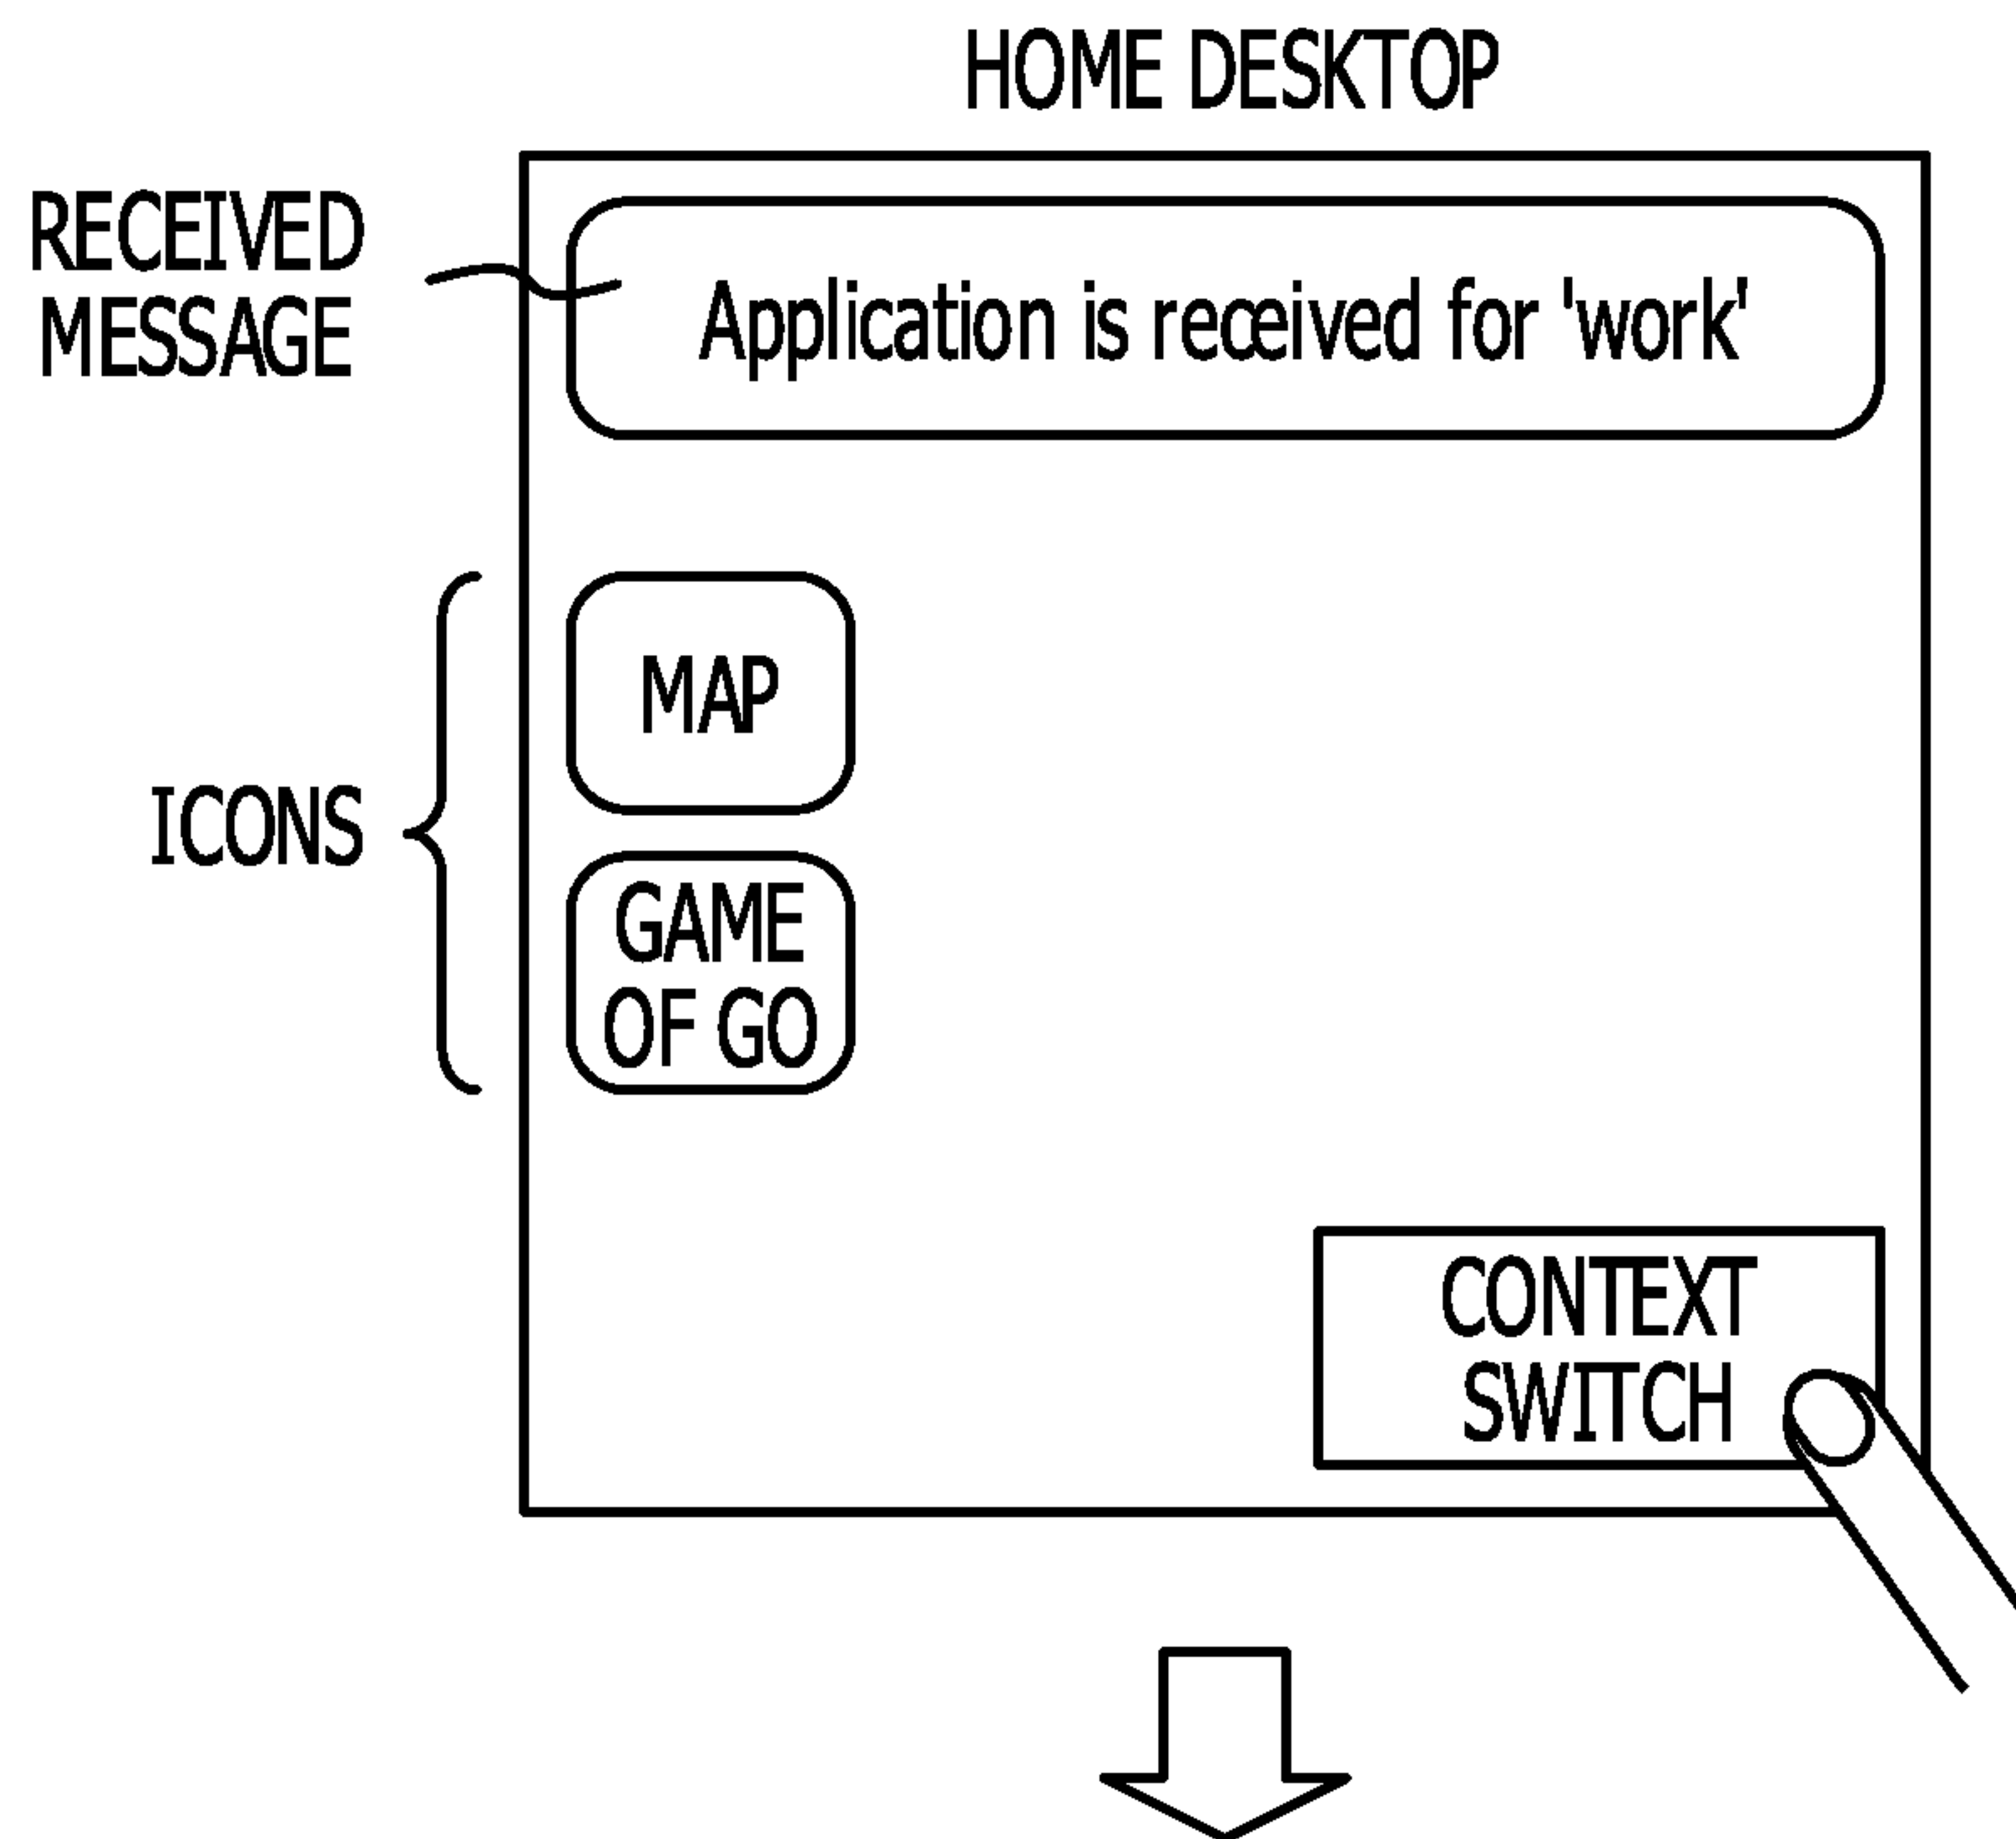 HOME DESKTOP
RECEIVED
MESSAGE
Application is received for 'work'
ICONS
MAP
GAME
OF GO
CONTEXT
SWITCH